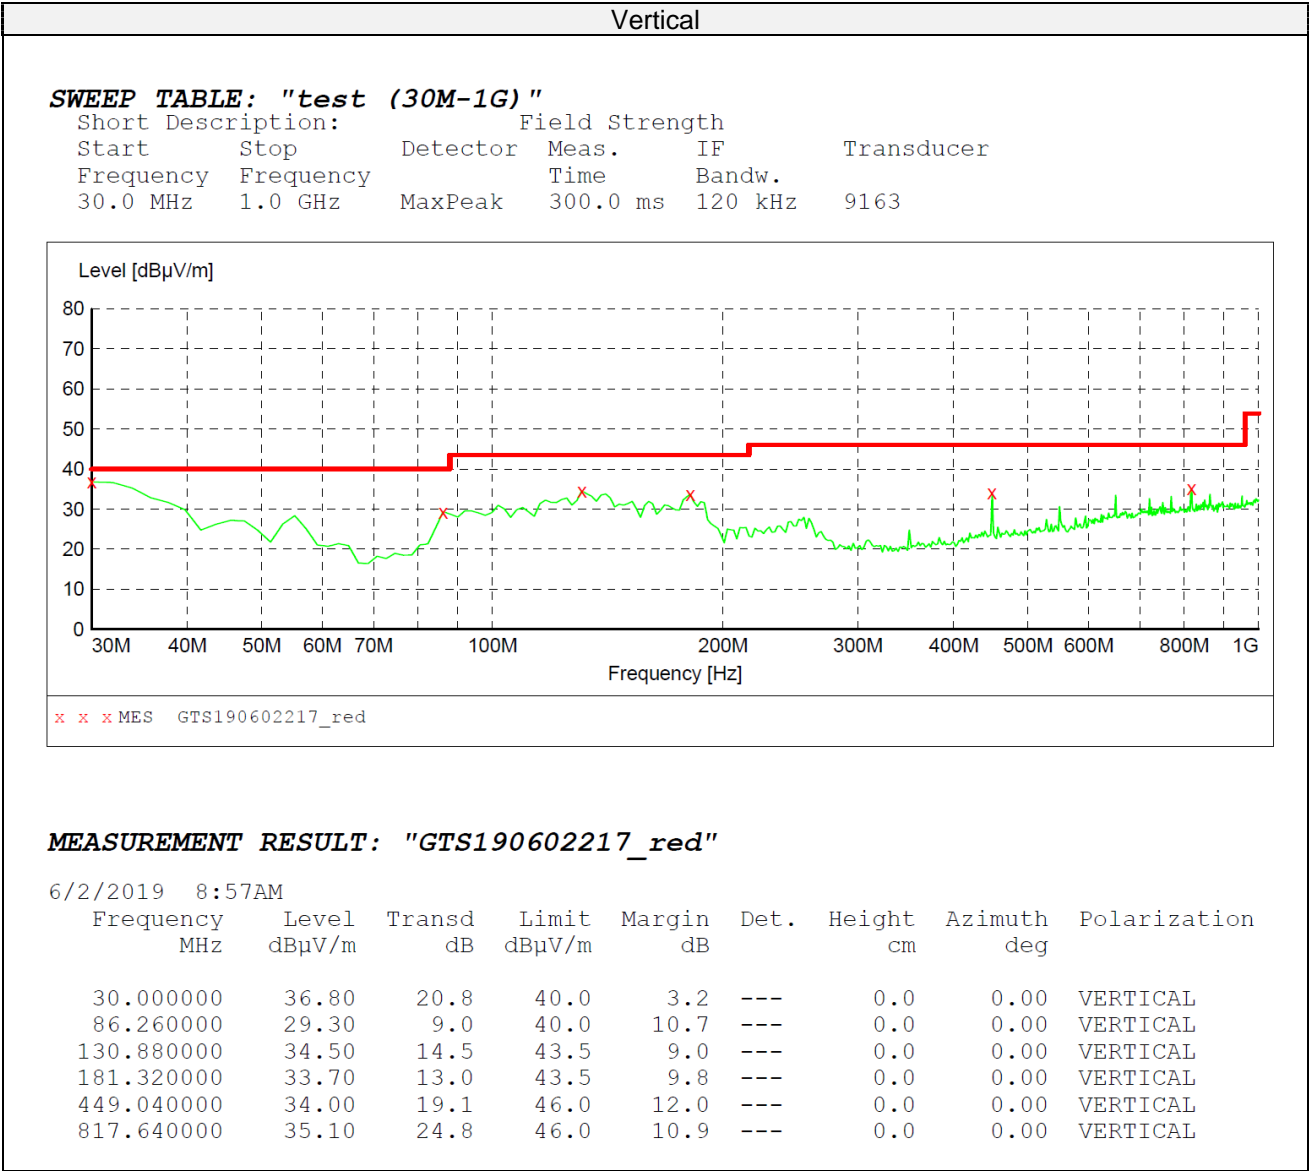 Vertical
SWEEP TABLE: "test (30M-1G)"
Short Description: Field Strength
Start Stop Detector Meas. IF Transducer
Frequency Frequency Time Bandw.
30.0 MHz 1.0 GHz MaxPeak 300.0 ms 120 kHz 9163
Level [dBµV/m]
80
70
60
50
40
30
20
10
0
30M 40M 50M 60M 70M 100M 200M 300M 400M 500M 600M 800M 1G
Frequency [Hz]
x x x MES GTS190602217_red
MEASUREMENT RESULT: "GTS190602217_red"
6/2/2019 8:57AM
Frequency Level Transd Limit Margin Det. Height Azimuth Polarization
MHz dBµV/m dB dBµV/m dB cm deg
30.000000 36.80 20.8 40.0 3.2 --- 0.0 0.00 VERTICAL
86.260000 29.30 9.0 40.0 10.7 --- 0.0 0.00 VERTICAL
130.880000 34.50 14.5 43.5 9.0 --- 0.0 0.00 VERTICAL
181.320000 33.70 13.0 43.5 9.8 --- 0.0 0.00 VERTICAL
449.040000 34.00 19.1 46.0 12.0 --- 0.0 0.00 VERTICAL
817.640000 35.10 24.8 46.0 10.9 --- 0.0 0.00 VERTICAL